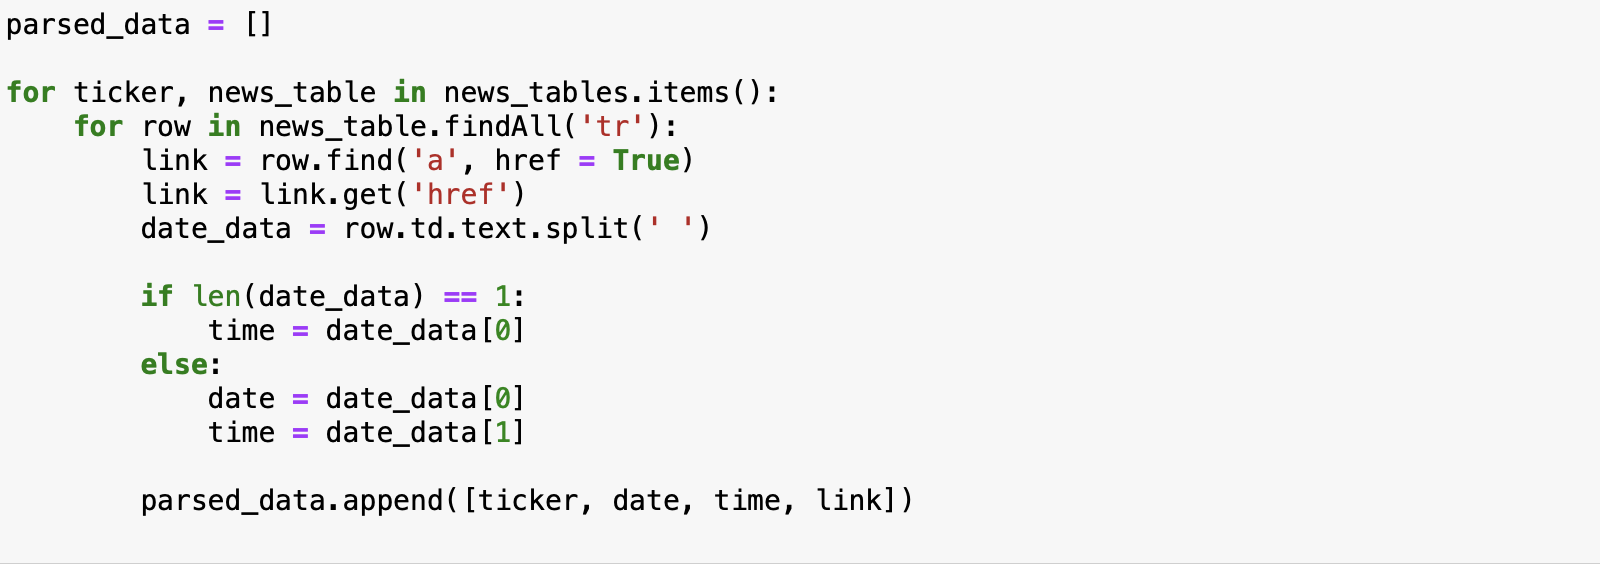 parsed_data = []
for ticker, news_table in news_tables.items():
    for row in news_table.findAll('tr'):
        link = row.find('a', href = True)
        link = link.get('href')
        date_data = row.td.text.split(' ')
        if len(date_data) == 1:
            time = date_data[0]
        else:
            date = date_data[0]
            time = date_data[1]
        parsed_data.append([ticker, date, time, link])